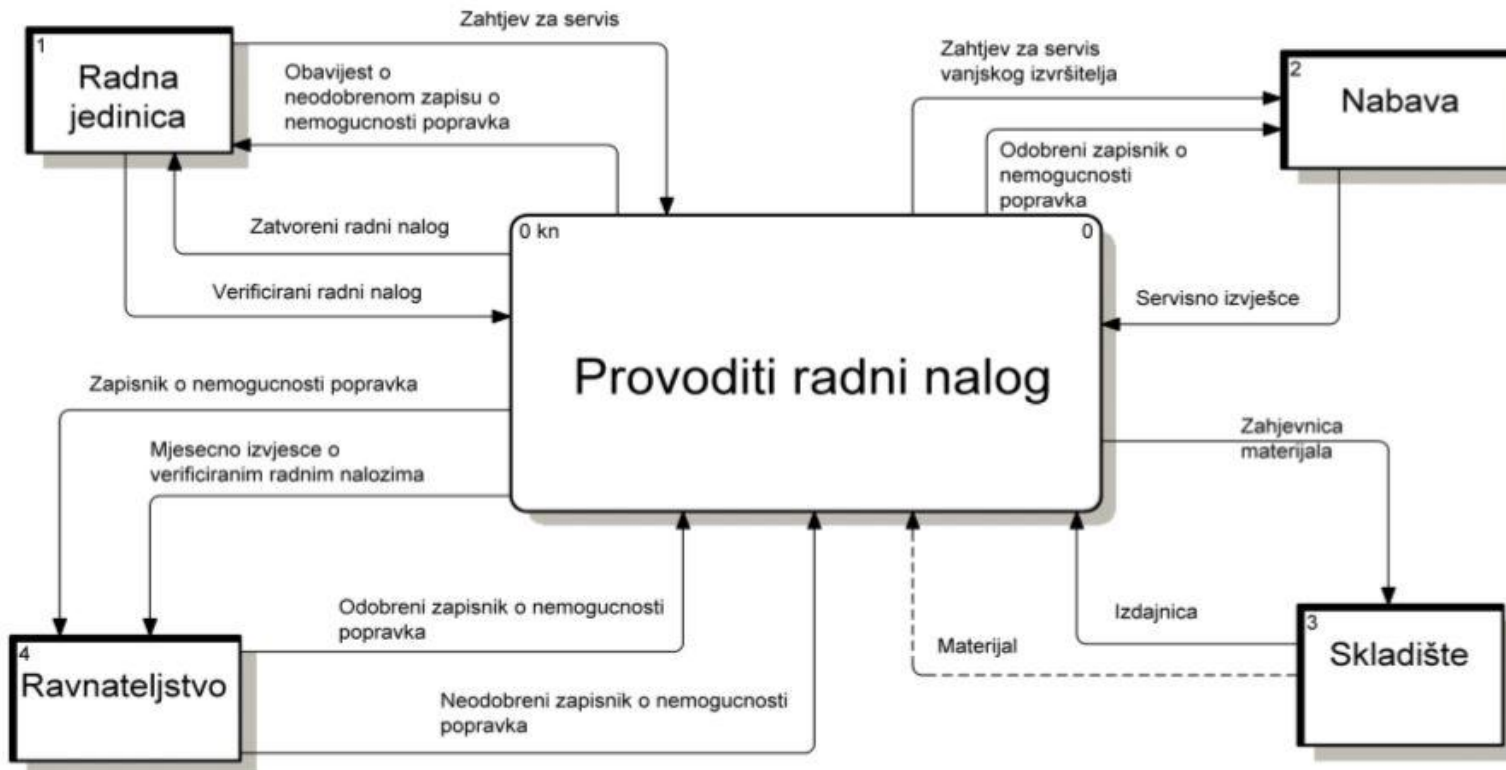 Zahtjev za servis
1
Radna
jedinica
Obavijest o
neodobrenom zapisu o
nemogucnosti popravka
Zatvoreni radni nalog
Verificirani radni nalog
Zahtjev za servis
vanjskog izvršitelja
2
Nabava
Odobreni zapisnik o
nemogucnosti
popravka
Servisno izvješce
0 kn
0
Provoditi radni nalog
Zapisnik o nemogucnosti popravka
Mjesecno izvjesce o
verificiranim radnim nalozima
Zahjevnica
materijala
4
Ravnateljstvo
Odobreni zapisnik o nemogucnosti
popravka
Neodobreni zapisnik o nemogucnosti
popravka
Materijal
Izdajnica
3
Skladište